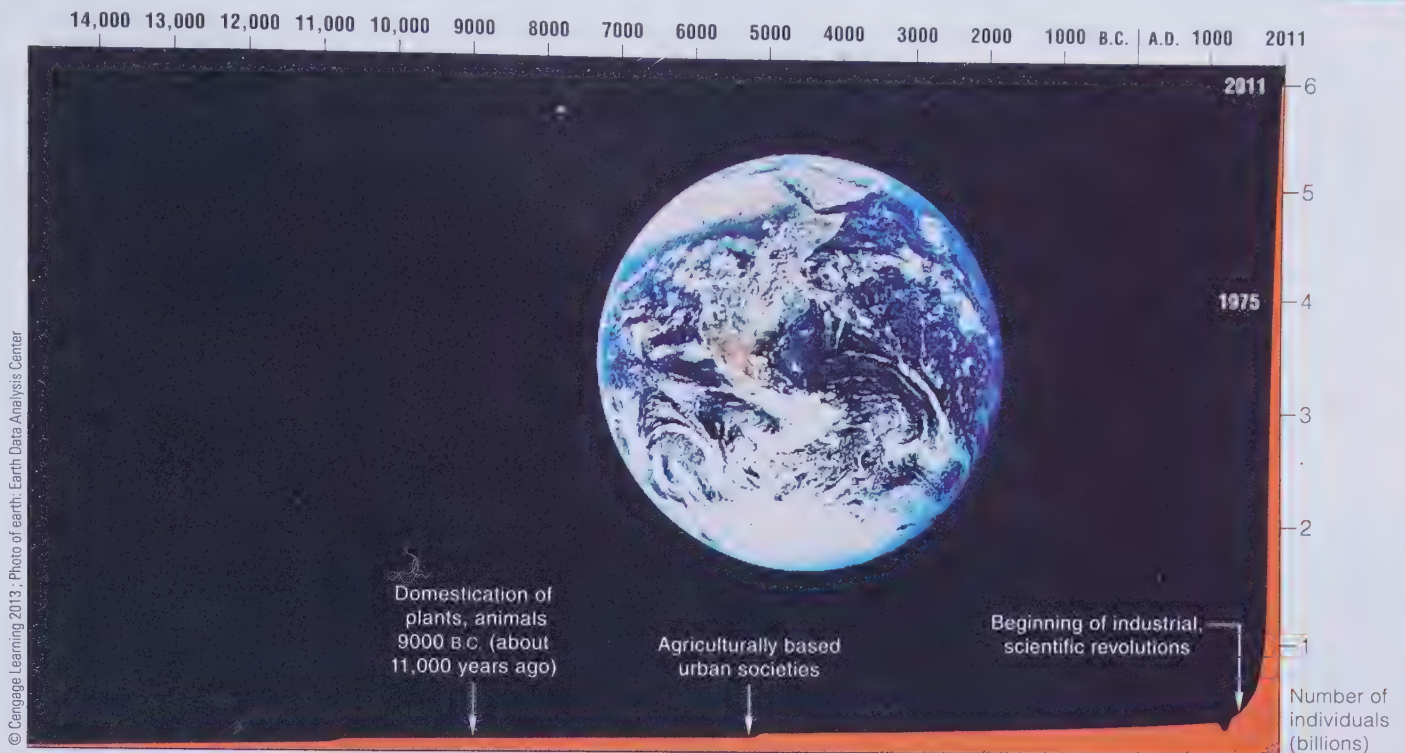 14,000 13,000 12,000 11,000 10,000 9000 8000 7000 6000 5000 4000 3000 2000 1000 B.C. A.D. 1000 2011
2011
6
5
1975
4
3
2
1
Domestication of
plants, animals
9000 B.C. (about
11,000 years ago)
Agriculturally based
urban societies
Beginning of industrial,
scientific revolutions
Number of
individuals
(billions)
© Cengage Learning 2013; Photo of earth: Earth Data Analysis Center